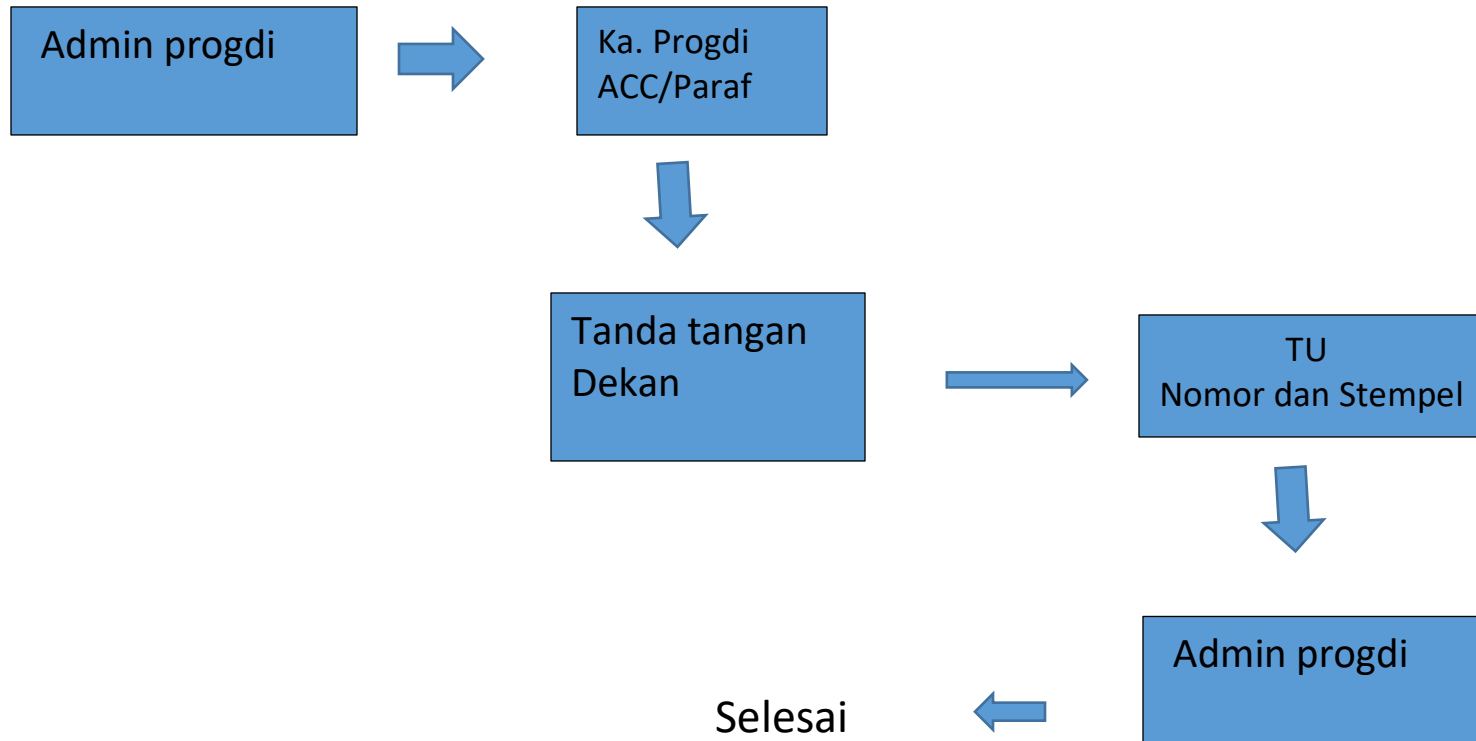 Admin progdi
Ka. Progdi
ACC/Paraf
Tanda tangan
Dekan
TU
Nomor dan Stempel
Admin progdi
Selesai